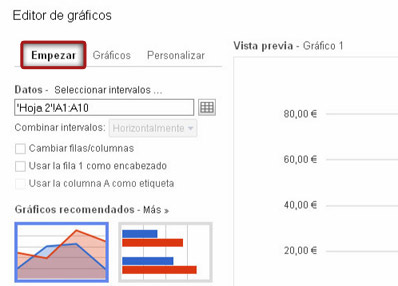 Editor de gráficos
Empezar Gráficos Personalizar
Vista previa - Gráfico 1
Datos - Seleccionar intervalos ...
'Hoja 2'!A1:A10
Combinar intervalos: Horizontalmente
Cambiar filas/columnas
Usar la fila 1 como encabezado
Usar la columna A como etiqueta
Gráficos recomendados - Más »
80,00 €
60,00 €
40,00 €
20,00 €